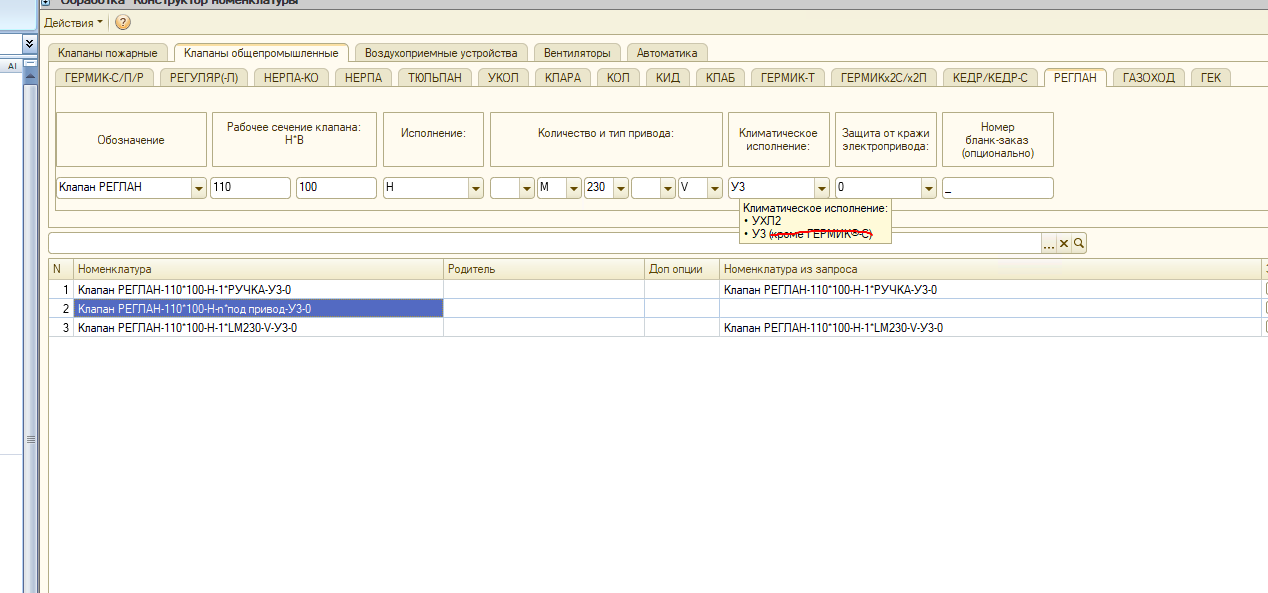 Обработка "Конструктор номенклатуры"
Действия
AI
Клапаны пожарные Клапаны общепромышленные Воздухоприемные устройства Вентиляторы Автоматика
ГЕРМИК-С/П/Р РЕГУЛЯР(-Л) НЕРПА-КО НЕРПА ТЮЛЬПАН УКОЛ КЛАРА КОЛ КИД КЛАБ ГЕРМИК-Т ГЕРМИКх2С/х2П КЕДР/КЕДР-С РЕГЛАН ГАЗОХОД ГЕК
Обозначение
Рабочее сечение клапана:
Н*В
Исполнение:
Количество и тип привода:
Климатическое
исполнение:
Защита от кражи
электропривода:
Номер
бланк-заказ
(опционально)
Клапан РЕГЛАН 110 100 Н М 230 V У3 0 _
Климатическое исполнение:
• УХЛ2
• У3 (кроме ГЕРМИК®-С)
N Номенклатура Родитель Доп опции Номенклатура из запроса
1 Клапан РЕГЛАН-110*100-Н-1*РУЧКА-У3-0 Клапан РЕГЛАН-110*100-Н-1*РУЧКА-У3-0
2 Клапан РЕГЛАН-110*100-Н-n*под привод-У3-0
3 Клапан РЕГЛАН-110*100-Н-1*LM230-V-У3-0 Клапан РЕГЛАН-110*100-Н-1*LM230-V-У3-0